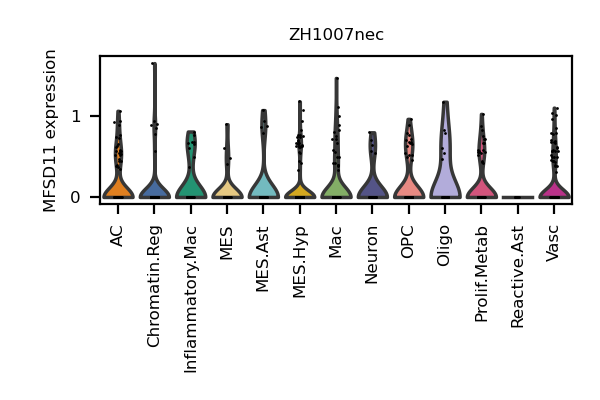 ZH1007nec
MFSD11 expression
1
0
AC
Chromatin.Reg
Inflammatory.Mac
MES
MES.Ast
MES.Hyp
Mac
Neuron
OPC
Oligo
Prolif.Metab
Reactive.Ast
Vasc